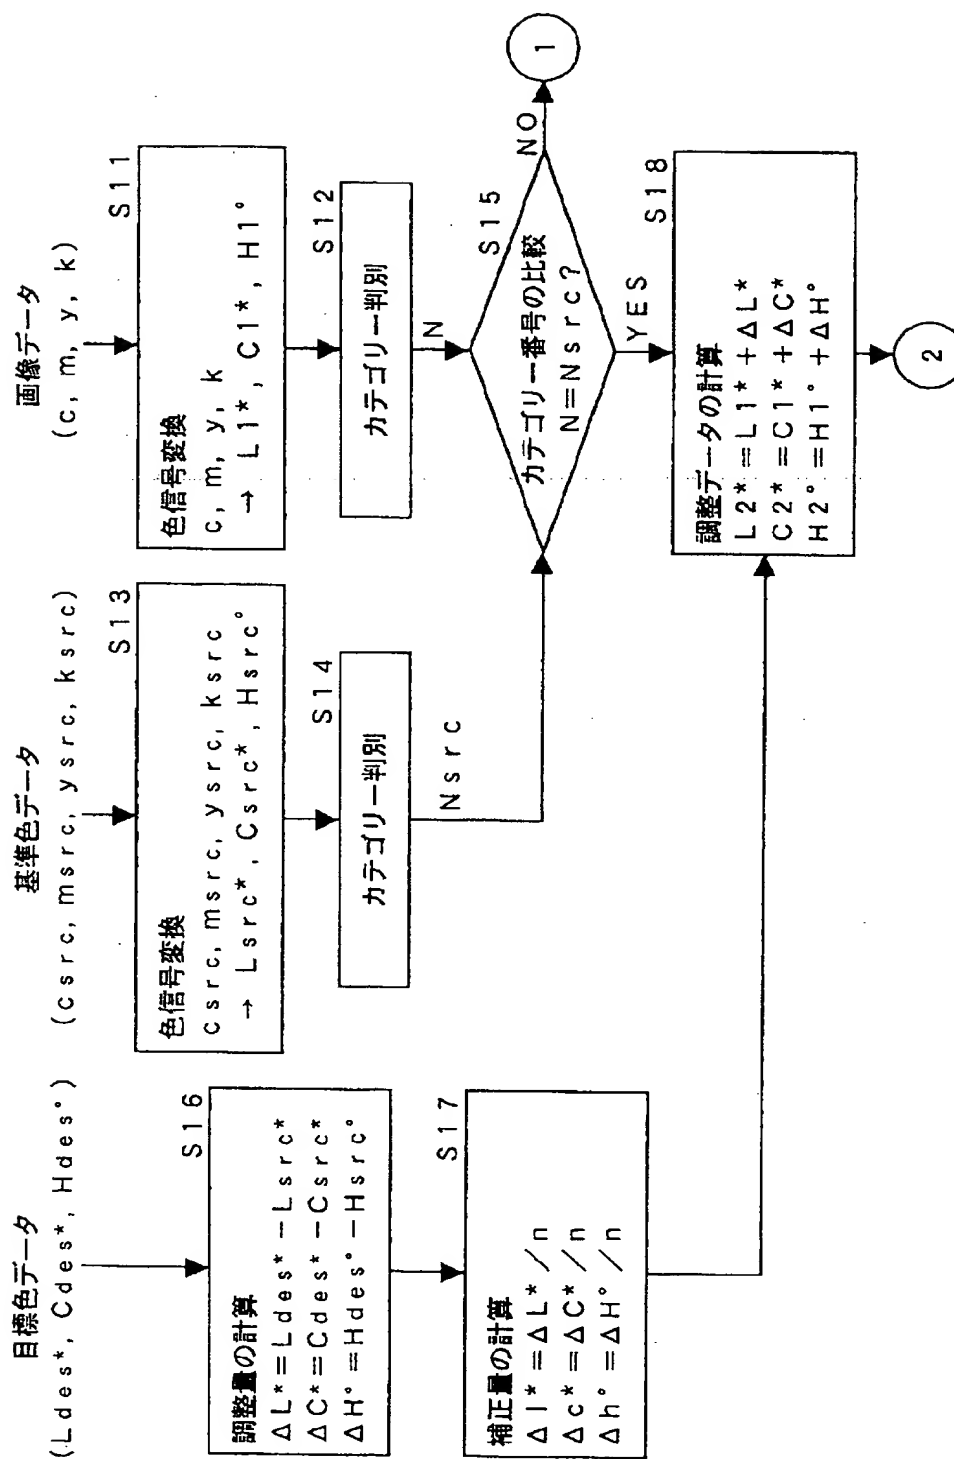 目標色データ
(Ldes*, Cdes*, Hdes°)
S16
調整量の計算
ΔL*=Ldes*-Lsrc*
ΔC*=Cdes*-Csrc*
ΔH°=Hdes°-Hsrc°
S17
補正量の計算
Δl*=ΔL*/n
Δc*=ΔC*/n
Δh°=ΔH°/n
基準色データ
(csrc, msrc, ysrc, ksrc)
S13
色信号変換
csrc, msrc, ysrc, ksrc
→ Lsrc*, Csrc*, Hsrc°
S14
カテゴリー判別
Nsrc
画像データ
(c, m, y, k)
S11
色信号変換
c, m, y, k
→ L1*, C1*, H1°
S12
カテゴリー判別
N
S15
カテゴリー番号の比較
N=Nsrc?
NO
1
YES
S18
調整データの計算
L2*=L1*+ΔL*
C2*=C1*+ΔC*
H2°=H1°+ΔH°
2